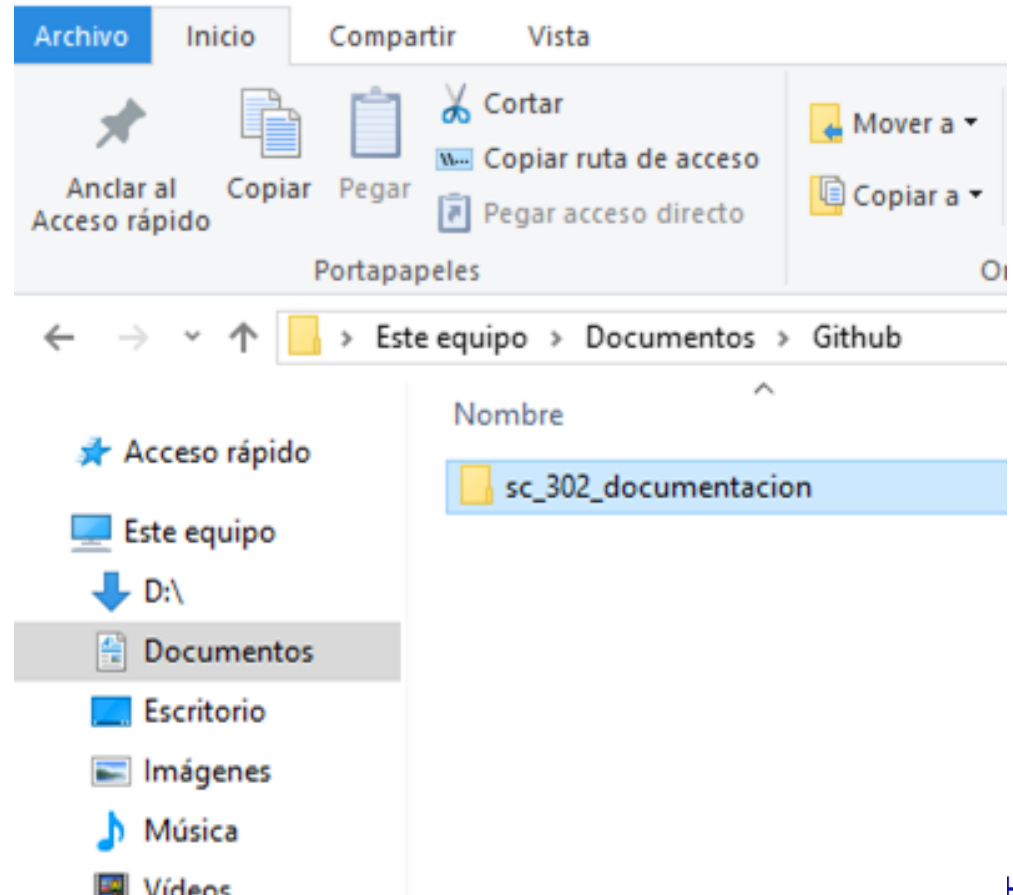 Archivo Inicio Compartir Vista
Anclar al
Acceso rápido
Copiar
Pegar
Cortar
Copiar ruta de acceso
Pegar acceso directo
Portapapeles
Mover a
Copiar a
Este equipo > Documentos > Github
Nombre
sc_302_documentacion
Acceso rápido
Este equipo
D:\
Documentos
Escritorio
Imágenes
Música
Vídeos